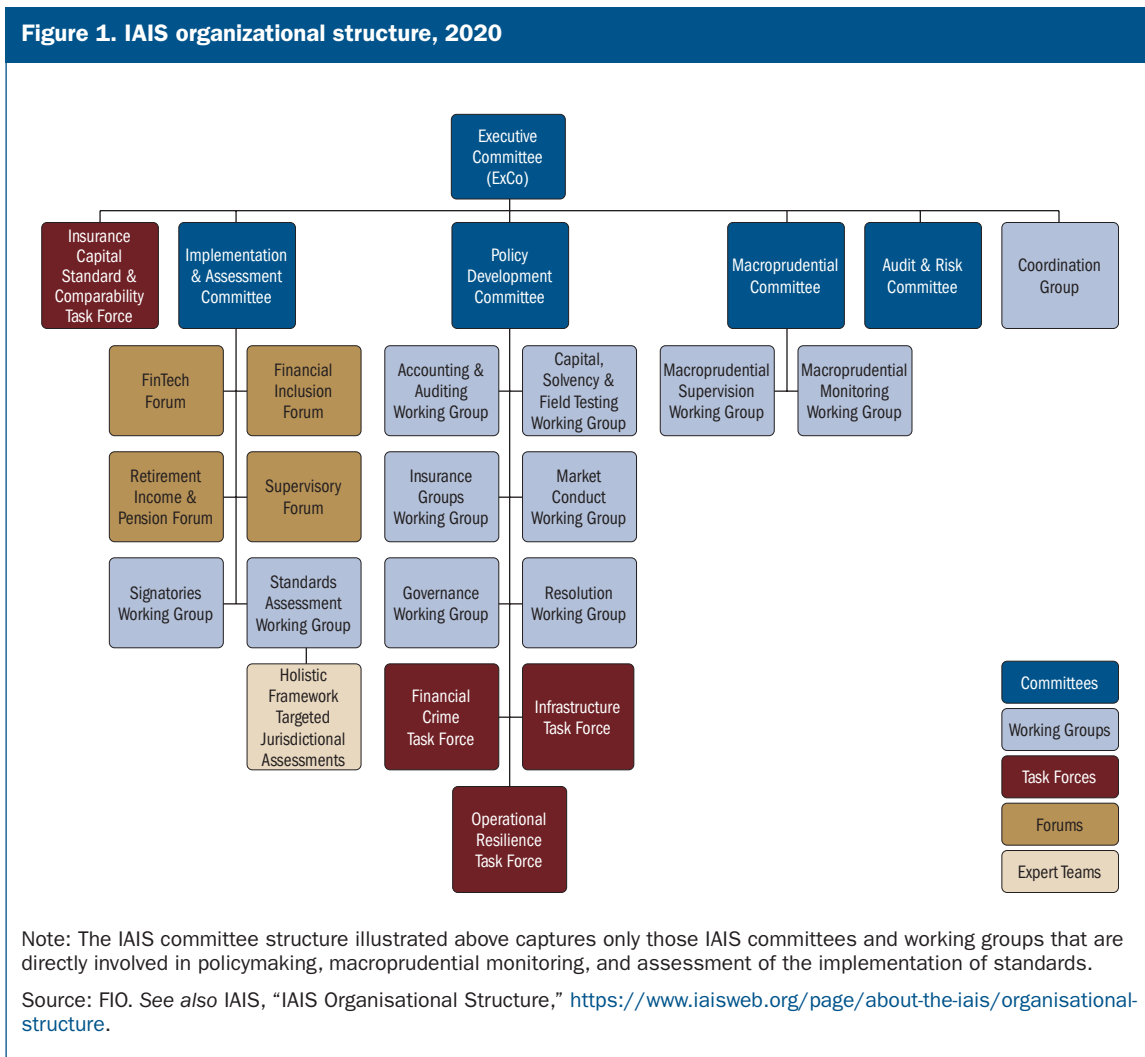 Figure 1. IAIS organizational structure, 2020
Executive
Committee
(ExCo)
Insurance
Capital
Standard &
Comparability
Task Force
Implementation
& Assessment
Committee
Policy
Development
Committee
Macroprudential
Committee
Audit & Risk
Committee
Coordination
Group
FinTech
Forum
Financial
Inclusion
Forum
Accounting &
Auditing
Working Group
Capital,
Solvency &
Field Testing
Working Group
Macroprudential
Supervision
Working Group
Macroprudential
Monitoring
Working Group
Retirement
Income &
Pension Forum
Supervisory
Forum
Insurance
Groups
Working Group
Market
Conduct
Working Group
Signatories
Working Group
Standards
Assessment
Working Group
Governance
Working Group
Resolution
Working Group
Holistic
Framework
Targeted
Jurisdictional
Assessments
Financial
Crime
Task Force
Infrastructure
Task Force
Operational
Resilience
Task Force
Committees
Working Groups
Task Forces
Forums
Expert Teams
Note: The IAIS committee structure illustrated above captures only those IAIS committees and working groups that are
directly involved in policymaking, macroprudential monitoring, and assessment of the implementation of standards.
Source: FIO. See also IAIS, “IAIS Organisational Structure,” https://www.iaisweb.org/page/about-the-iais/organisational-
structure.